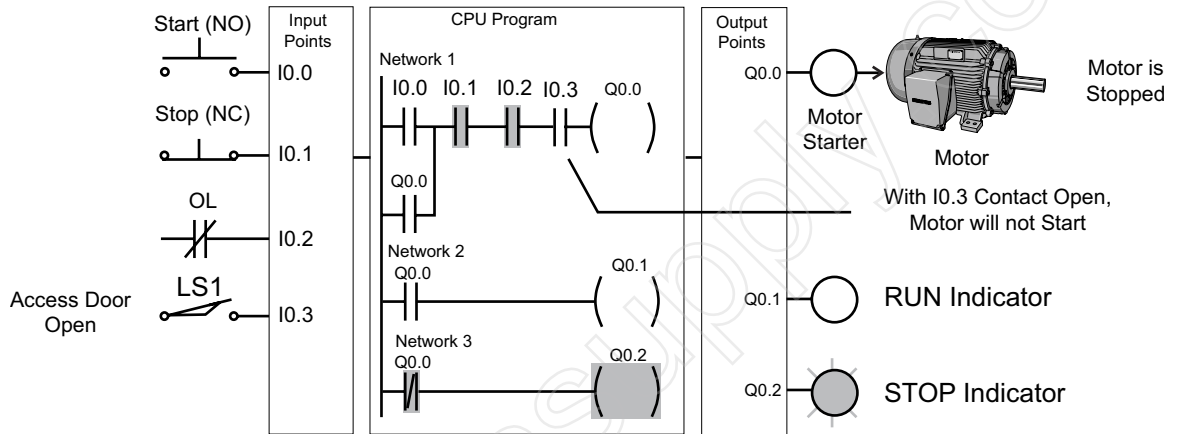 Start (NO)
I0.0
Stop (NC)
I0.1
OL
I0.2
Access Door
Open
LS1
I0.3
Input
Points
CPU Program
Network 1
I0.0 I0.1 I0.2 I0.3 Q0.0
Q0.0
Network 2
Q0.0 Q0.1
Network 3
Q0.0 Q0.2
Output
Points
Q0.0
Motor
Starter
Motor
Motor is
Stopped
With I0.3 Contact Open,
Motor will not Start
Q0.1 RUN Indicator
Q0.2 STOP Indicator